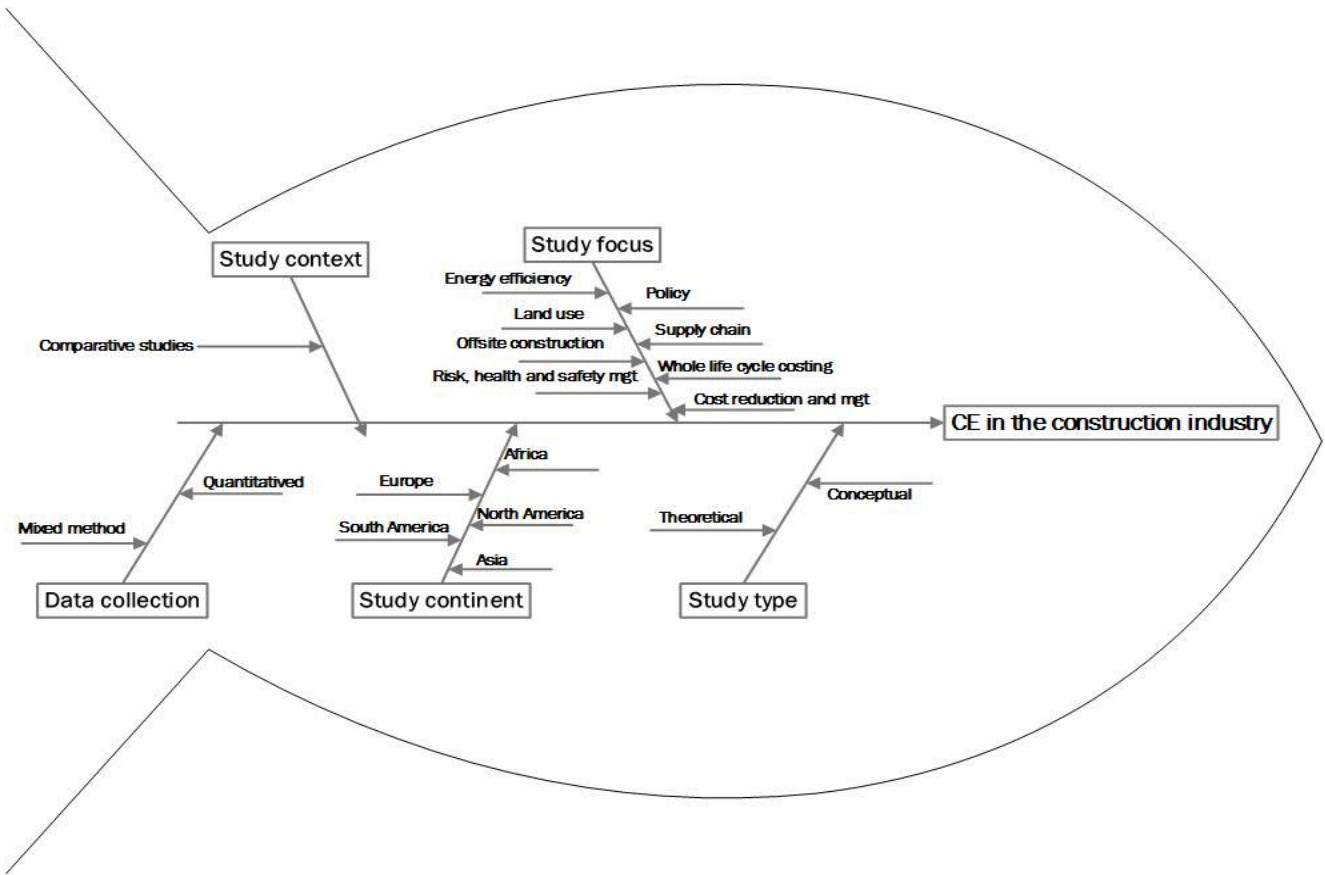 Study context
Study focus
Energy efficiency
Policy
Land use
Supply chain
Offsite construction
Comparative studies
Whole life cycle costing
Risk, health and safety mgt
Cost reduction and mgt
CE in the construction industry
Africa
Quantitatived
Europe
Conceptual
North America
Theoretical
South America
Mixed method
Asia
Data collection
Study continent
Study type